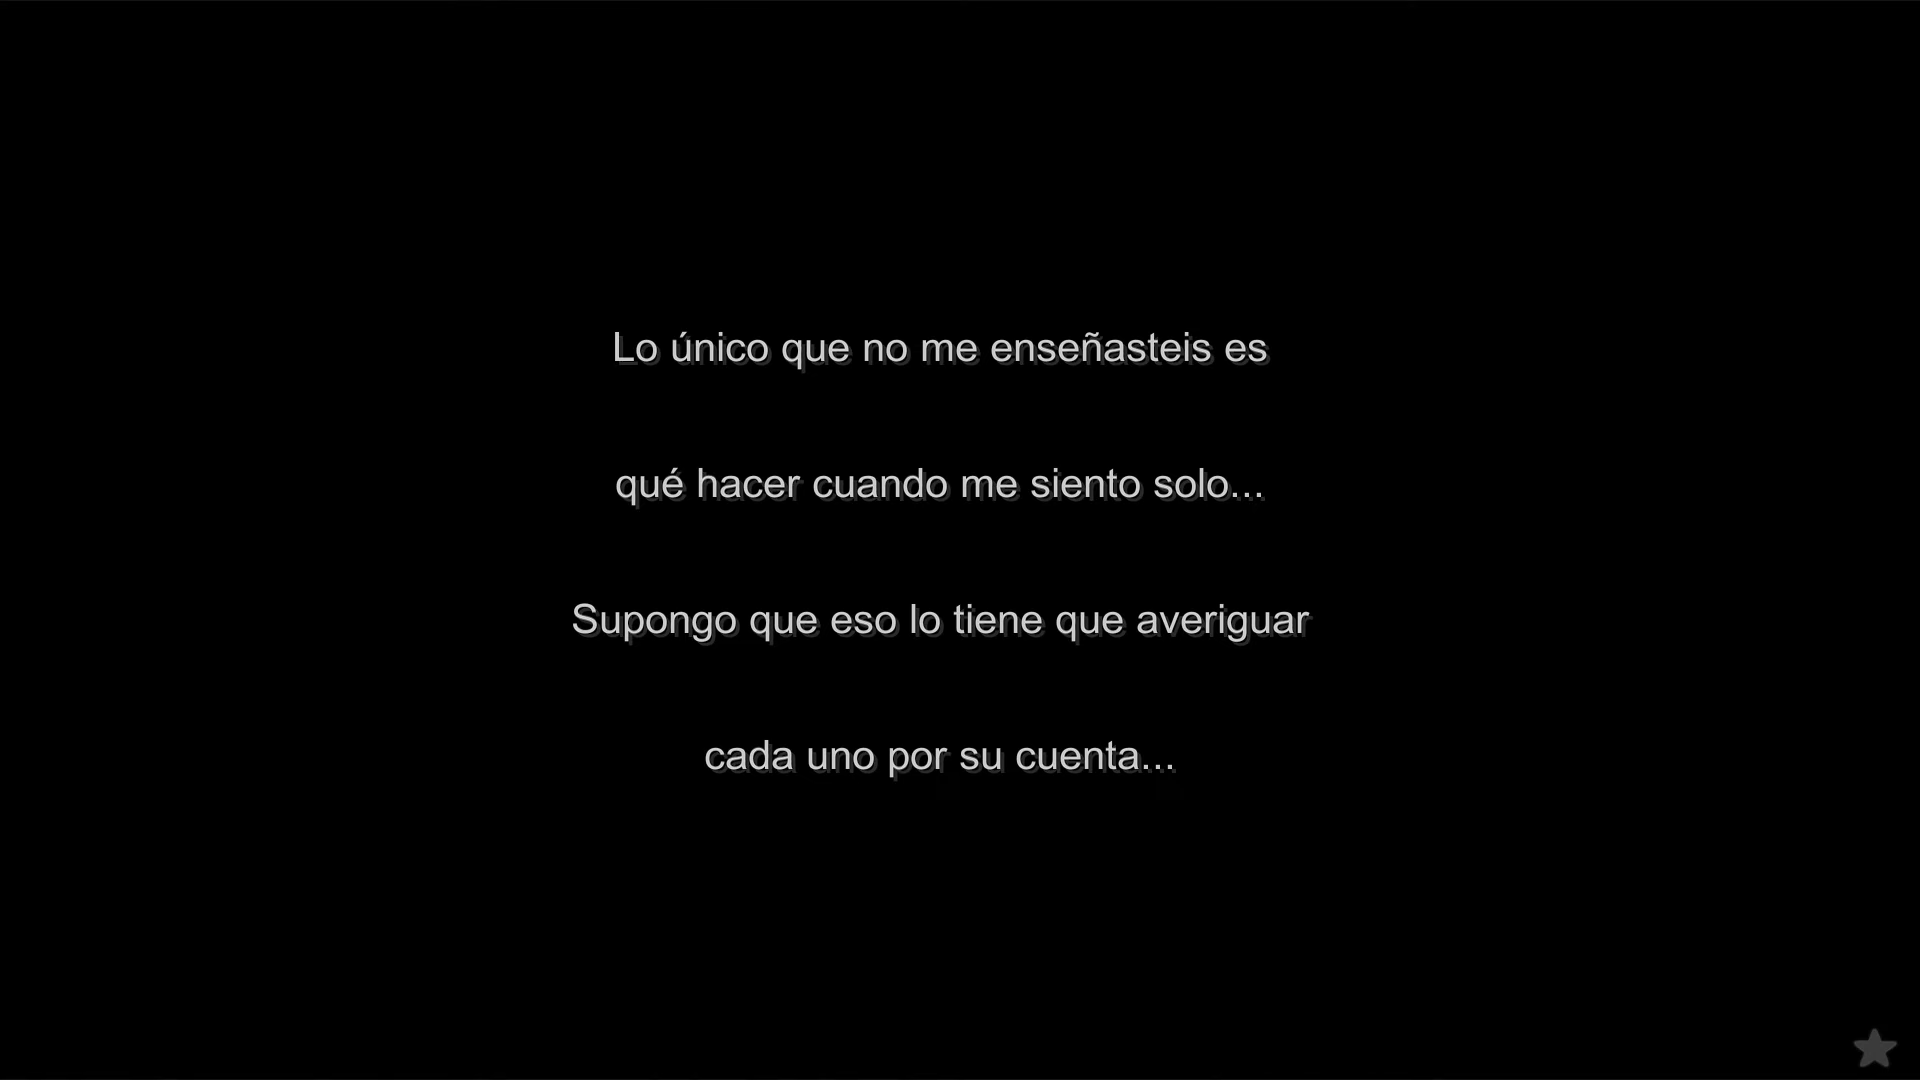 Lo único que no me enseñasteis es
qué hacer cuando me siento solo...
Supongo que eso lo tiene que averiguar
cada uno por su cuenta...